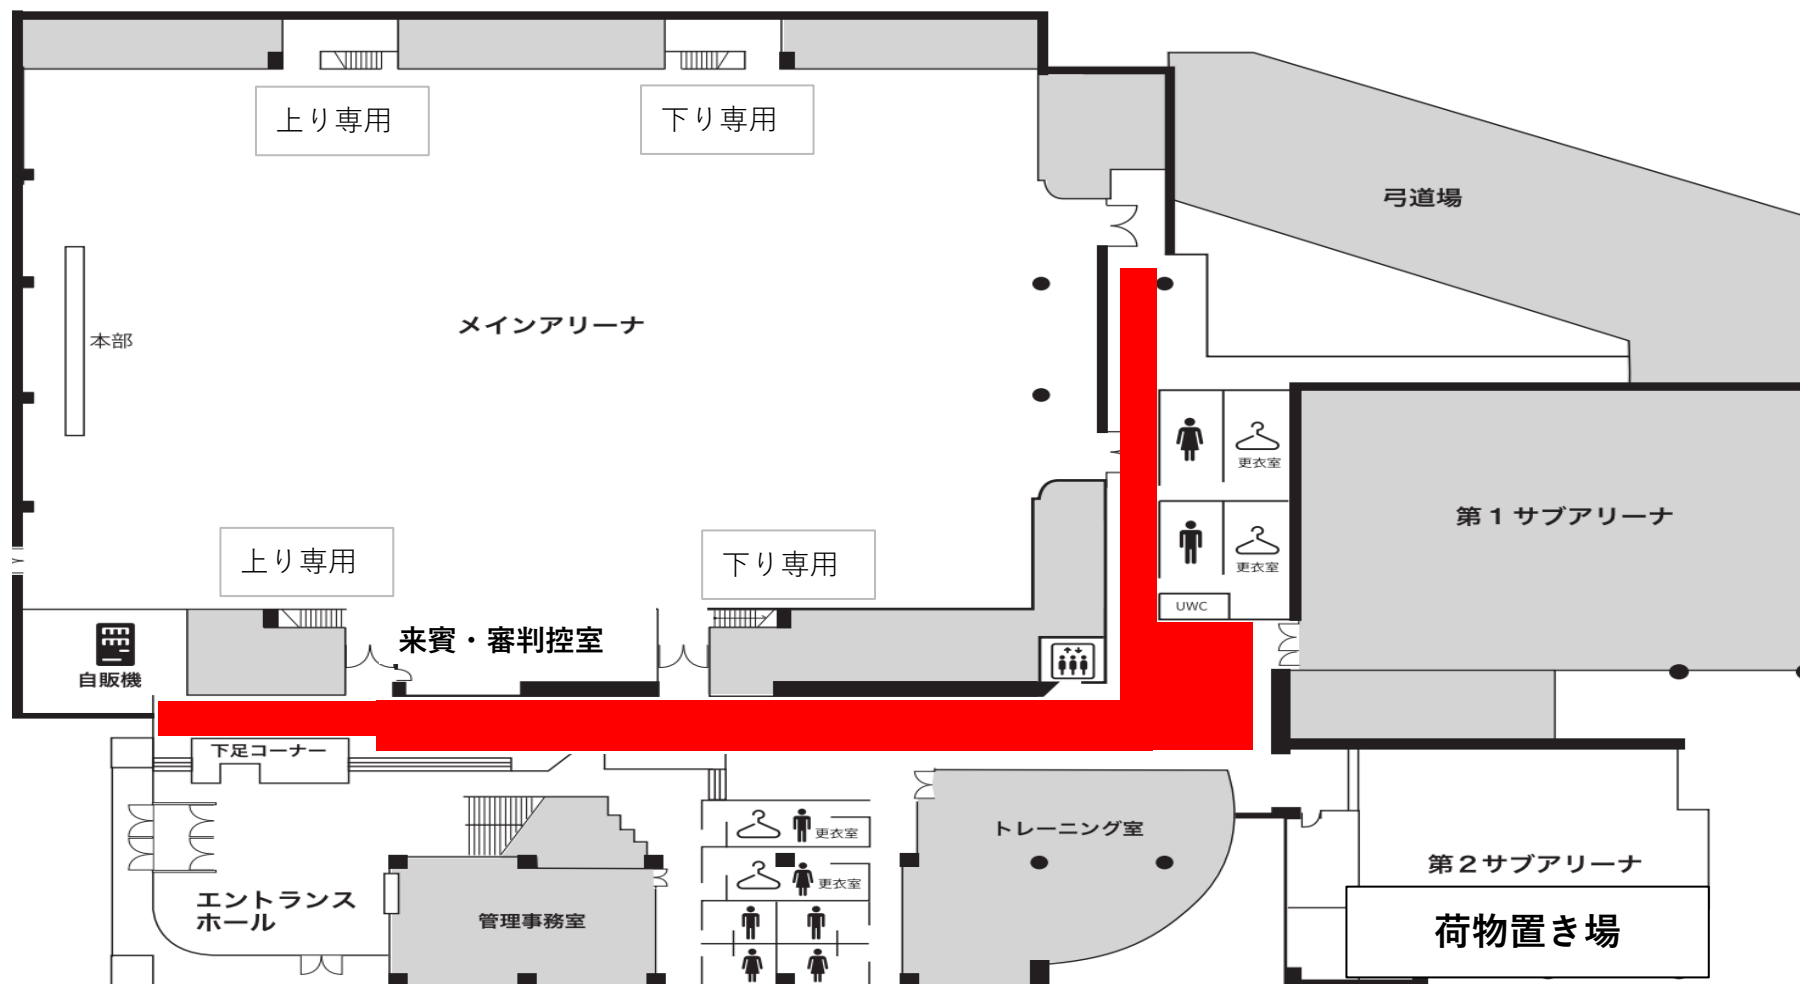 上り専用
下り専用
弓道場
メインアリーナ
本部
更衣室
第1サブアリーナ
上り専用
下り専用
更衣室
UWC
来賓・審判控室
自販機
下足コーナー
トレーニング室
更衣室
第2サブアリーナ
更衣室
エントランス
ホール
管理事務室
荷物置き場